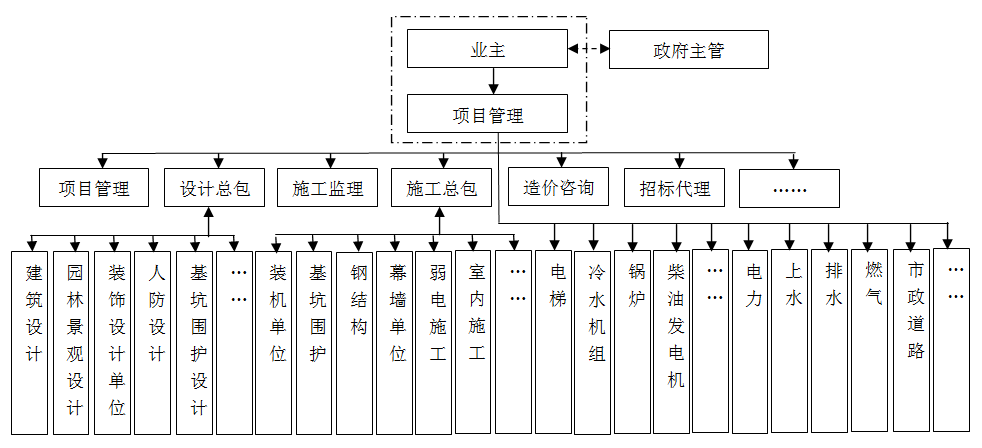 业主
政府主管
项目管理
项目管理
设计总包
施工监理
施工总包
造价咨询
招标代理
……
建筑设计
园林景观设计
装饰设计单位
人防设计
基坑围护设计
……
装机单位
基坑围护
钢结构
幕墙单位
弱电施工
室内施工
……
电梯
冷水机组
锅炉
柴油发电机
……
电力
上水
排水
燃气
市政道路
……